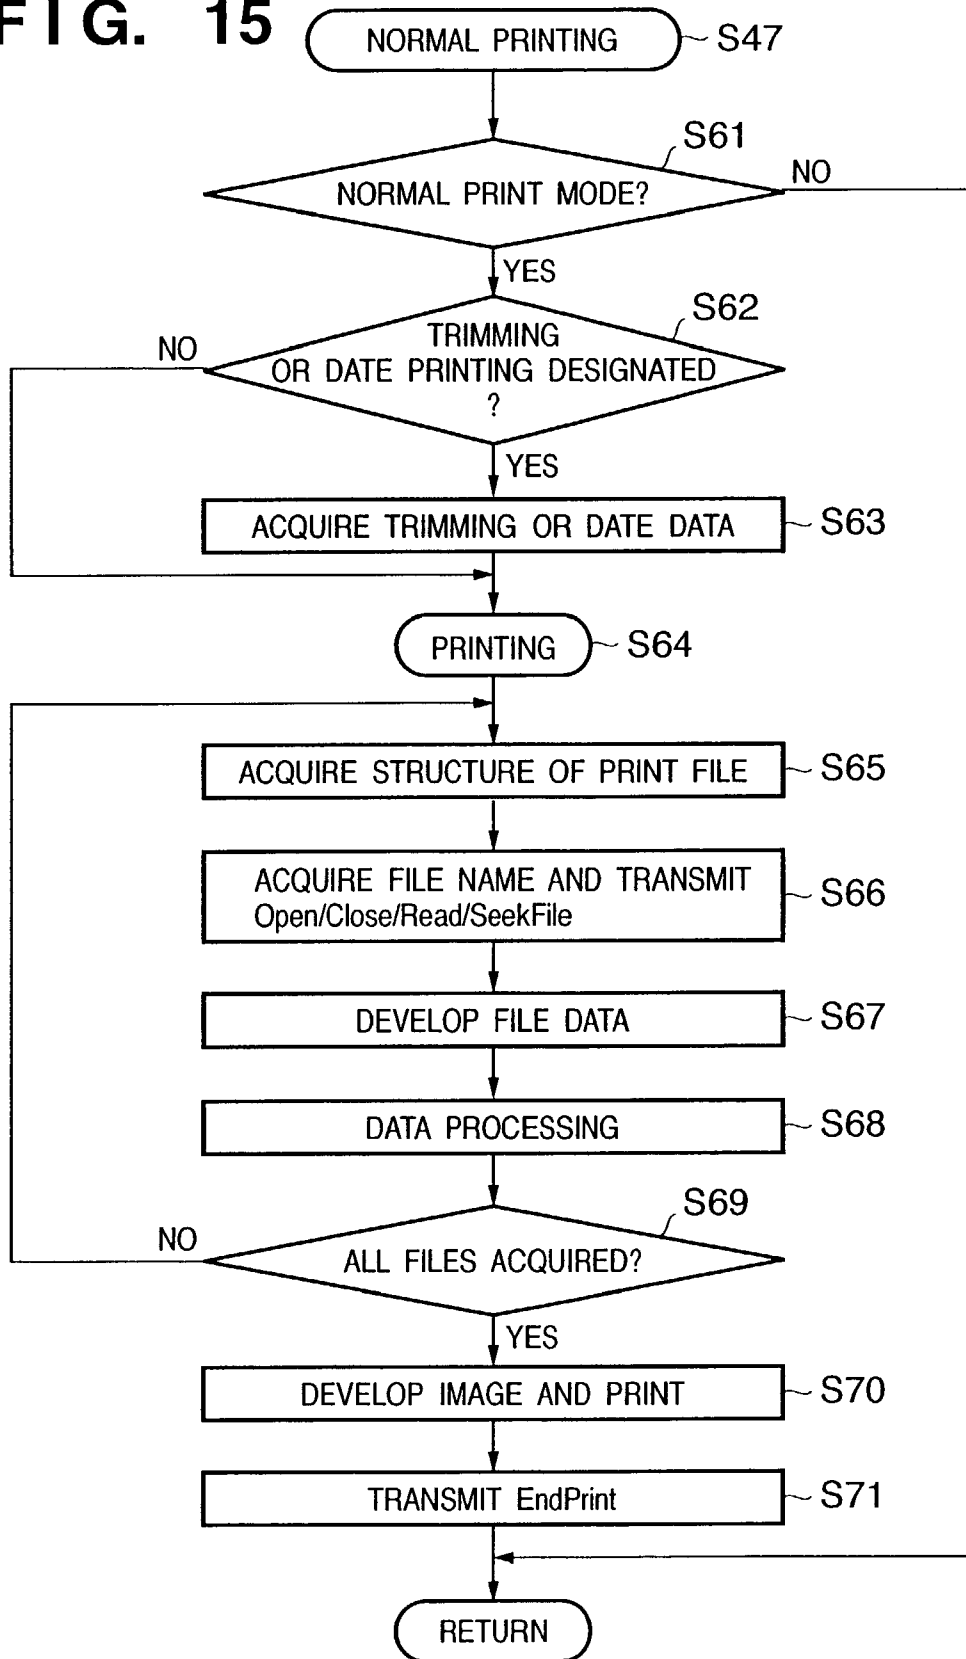 FIG. 15
NORMAL PRINTING
S47
S61
NORMAL PRINT MODE?
NO
YES
S62
TRIMMING
OR DATE PRINTING DESIGNATED
?
NO
YES
ACQUIRE TRIMMING OR DATE DATA
S63
PRINTING
S64
ACQUIRE STRUCTURE OF PRINT FILE
S65
ACQUIRE FILE NAME AND TRANSMIT
Open/Close/Read/SeekFile
S66
DEVELOP FILE DATA
S67
DATA PROCESSING
S68
S69
NO
ALL FILES ACQUIRED?
YES
DEVELOP IMAGE AND PRINT
S70
TRANSMIT EndPrint
S71
RETURN